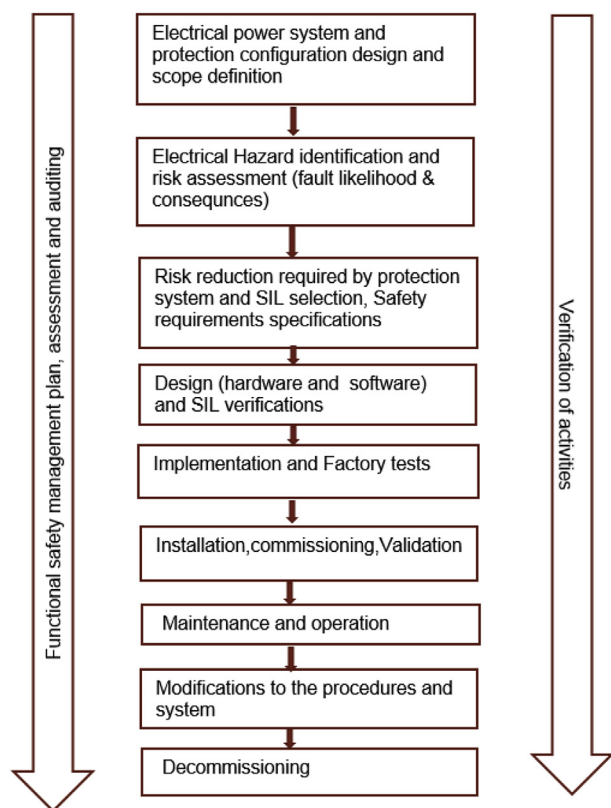 Electrical power system and
protection configuration design and
scope definition
Electrical Hazard identification and
risk assessment (fault likelihood &
consequnces)
Risk reduction required by protection
system and SIL selection, Safety
requirements specifications
Design (hardware and software)
and SIL verifications
Implementation and Factory tests
Installation,commissioning,Validation
Maintenance and operation
Modifications to the procedures and
system
Decommissioning
Functional safety management plan, assessment and auditing
Verification of activities